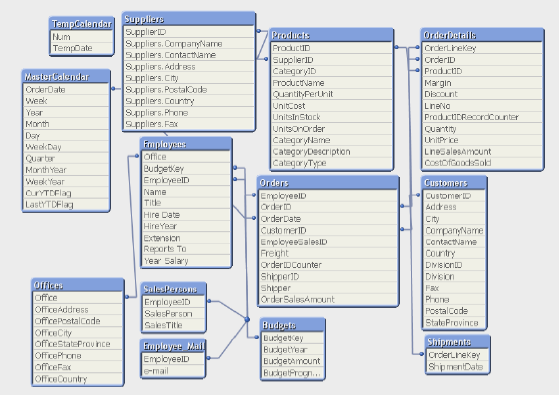 TempCalendar
Num
TempDate
Suppliers
SupplierID
Suppliers.CompanyName
Suppliers.ContactName
Suppliers.Address
Suppliers.City
Suppliers.PostalCode
Suppliers.Country
Suppliers.Phone
Suppliers.Fax
Products
ProductID
SupplierID
CategoryID
ProductName
QuantityPerUnit
UnitCost
UnitsInStock
UnitsOnOrder
CategoryName
CategoryDescription
CategoryType
OrderDetails
OrderLineKey
OrderID
ProductID
Margin
Discount
LineNo
ProductIDRecordCounter
Quantity
UnitPrice
LineSalesAmount
CostOfGoodsSold
MasterCalendar
OrderDate
Week
Year
Month
Day
WeekDay
Quarter
MonthYear
WeekYear
CurYTDFlag
LastYTDFlag
Employees
Office
BudgetKey
EmployeeID
Name
Title
Hire Date
HireYear
Extension
Reports To
Year Salary
Orders
EmployeeID
OrderID
OrderDate
CustomerID
EmployeeSalesID
Freight
OrderIDCounter
ShipperID
Shipper
OrderSalesAmount
Customers
CustomerID
Address
City
CompanyName
ContactName
Country
DivisionID
Division
Fax
Phone
PostalCode
StateProvince
Offices
Office
OfficeAddress
OfficePostalCode
OfficeCity
OfficeStateProvince
OfficePhone
OfficeFax
OfficeCountry
SalesPersons
EmployeeID
SalesPerson
SalesTitle
Employee_Mail
EmployeeID
e-mail
Budgets
BudgetKey
BudgetYear
BudgetAmount
BudgetProgn...
Shipments
OrderLineKey
ShipmentDate